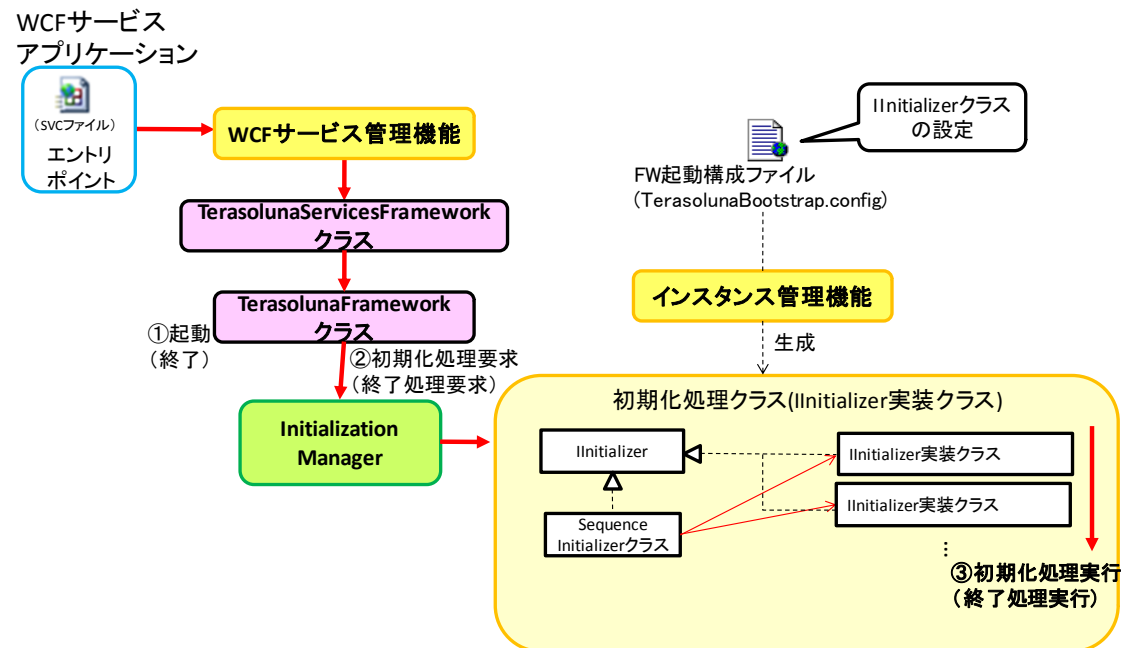 WCFサービス
アプリケーション
（SVCファイル）
エントリ
ポイント
WCFサービス管理機能
TerasolunaServicesFramework
クラス
TerasolunaFramework
クラス
①起動
（終了）
②初期化処理要求
（終了処理要求）
Initialization
Manager
IInitializerクラス
の設定
FW起動構成ファイル
（TerasolunaBootstrap.config）
インスタンス管理機能
生成
初期化処理クラス(IInitializer実装クラス)
IInitializer
Sequence
Initializerクラス
IInitializer実装クラス
IInitializer実装クラス
…
③初期化処理実行
（終了処理実行）